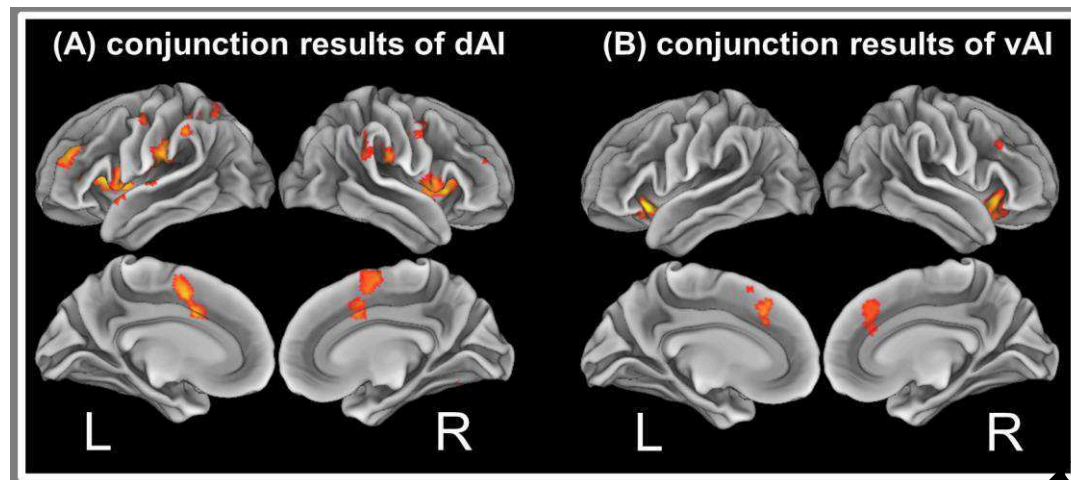 (A) conjunction results of dAI
(B) conjunction results of vAI
L R L R